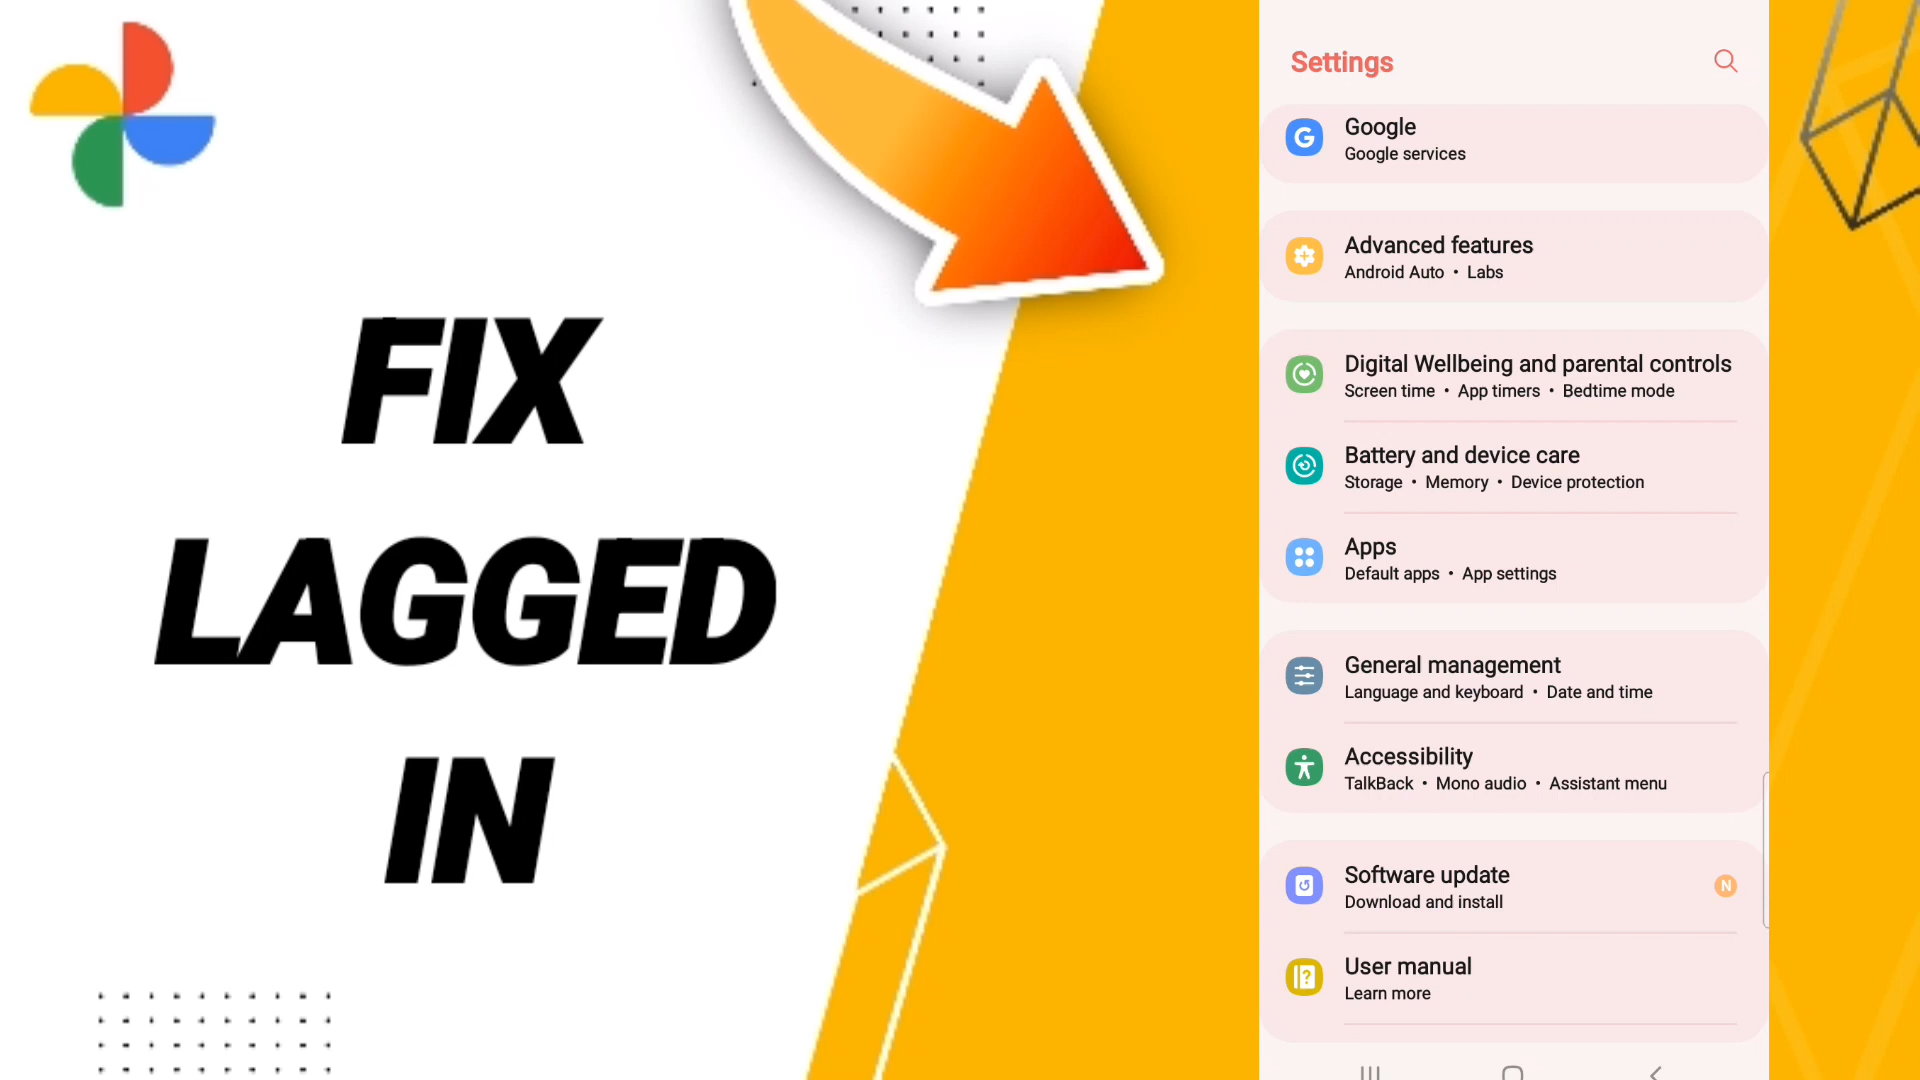 FIX
LAGGED
IN
Settings
G
Google
Google services
Advanced features
Android Auto • Labs
Digital Wellbeing and parental controls
Screen time • App timers • Bedtime mode
Battery and device care
Storage • Memory • Device protection
Apps
Default apps • App settings
General management
Language and keyboard • Date and time
Accessibility
TalkBack • Mono audio • Assistant menu
Software update
Download and install
N
?
User manual
Learn more